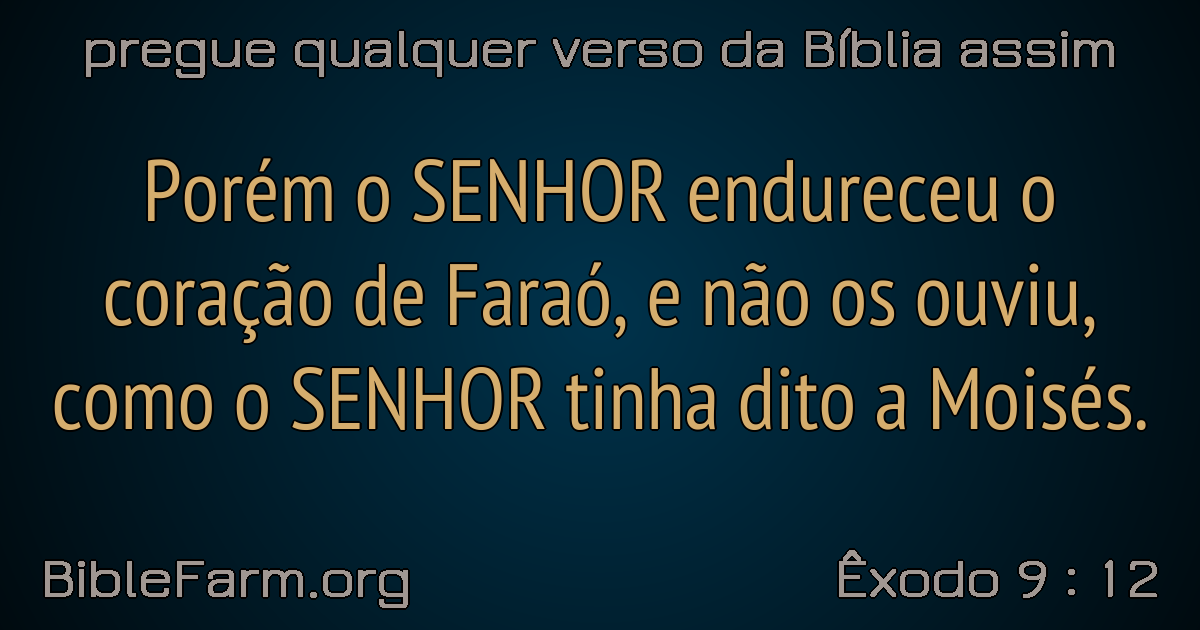 pregue qualquer verso da Bíblia assim
Porém o SENHOR endureceu o
coração de Faraó, e não os ouviu,
como o SENHOR tinha dito a Moisés.
BibleFarm.org
Êxodo 9 : 12